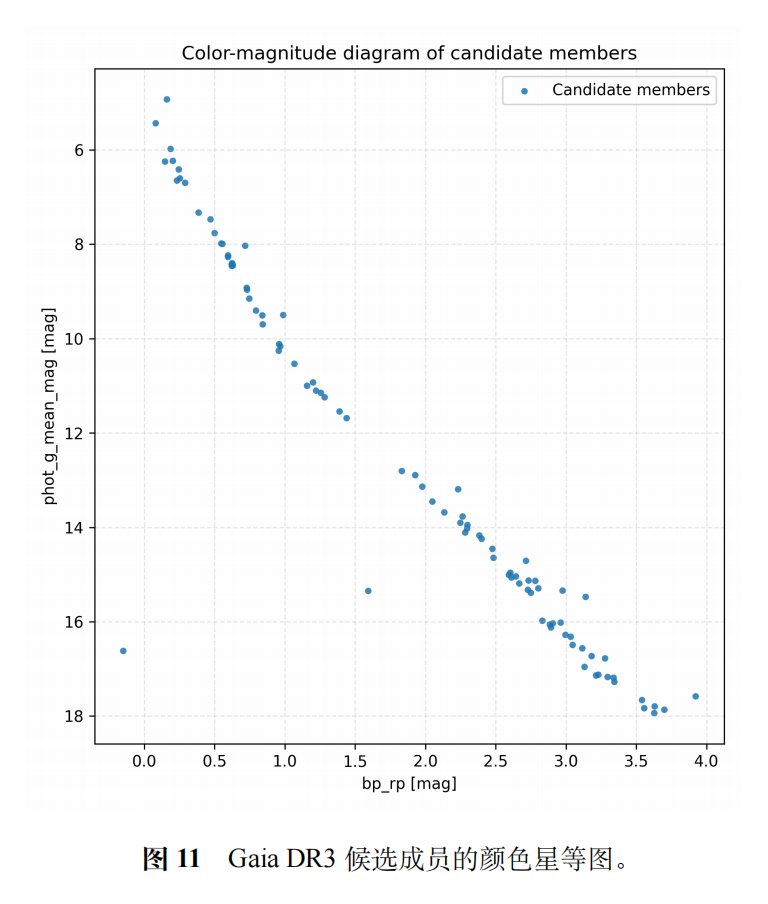 Color-magnitude diagram of candidate members
Candidate members
phot_g_mean_mag [mag]
6
8
10
12
14
16
18
0.0 0.5 1.0 1.5 2.0 2.5 3.0 3.5 4.0
bp_rp [mag]
图 11 Gaia DR3 候选成员的颜色星等图。